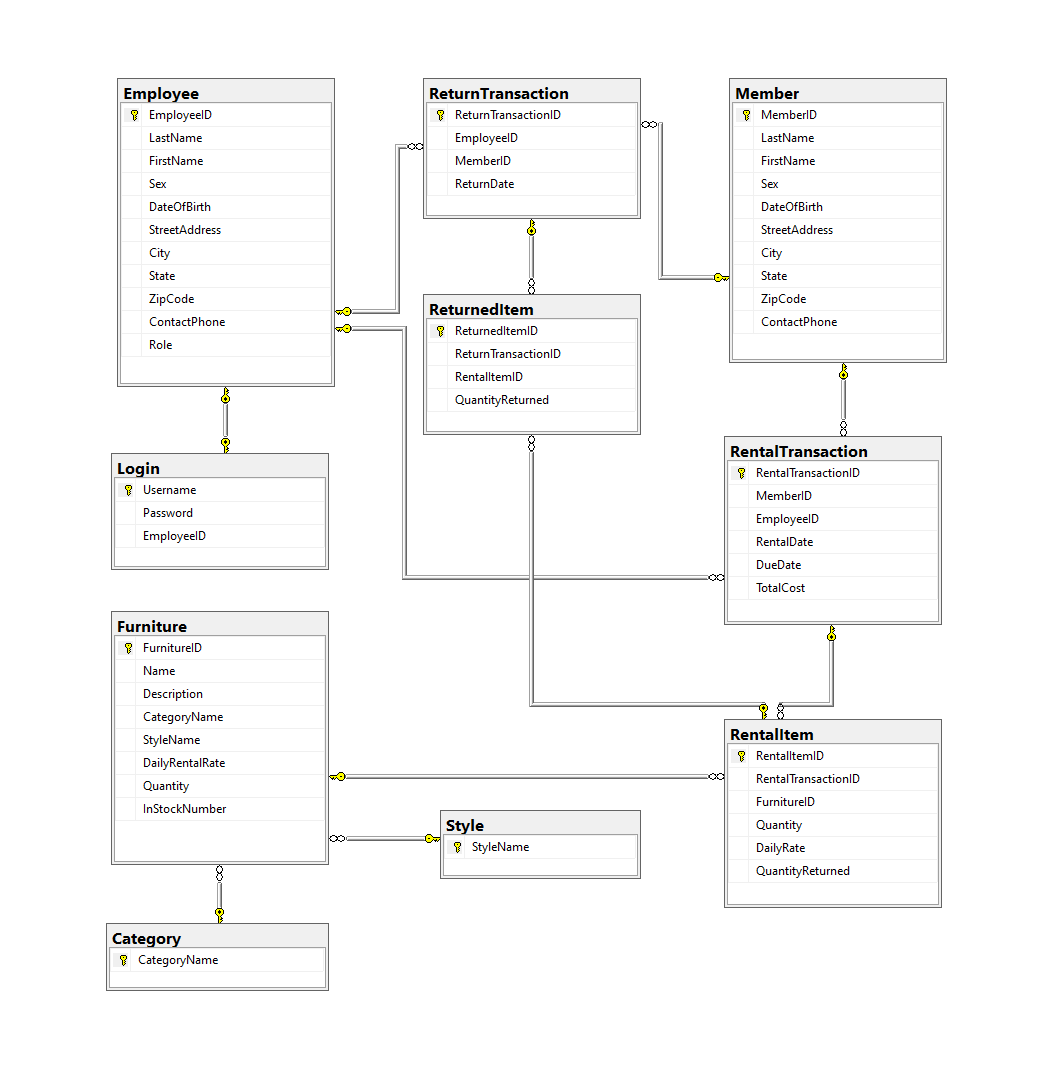 Employee
EmployeeID
LastName
FirstName
Sex
DateOfBirth
StreetAddress
City
State
ZipCode
ContactPhone
Role
ReturnTransaction
ReturnTransactionID
EmployeeID
MemberID
ReturnDate
Member
MemberID
LastName
FirstName
Sex
DateOfBirth
StreetAddress
City
State
ZipCode
ContactPhone
ReturnedItem
ReturnedItemID
ReturnTransactionID
RentalItemID
QuantityReturned
Login
Username
Password
EmployeeID
RentalTransaction
RentalTransactionID
MemberID
EmployeeID
RentalDate
DueDate
TotalCost
Furniture
FurnitureID
Name
Description
CategoryName
StyleName
DailyRentalRate
Quantity
InStockNumber
RentalItem
RentalItemID
RentalTransactionID
FurnitureID
Quantity
DailyRate
QuantityReturned
Style
StyleName
Category
CategoryName